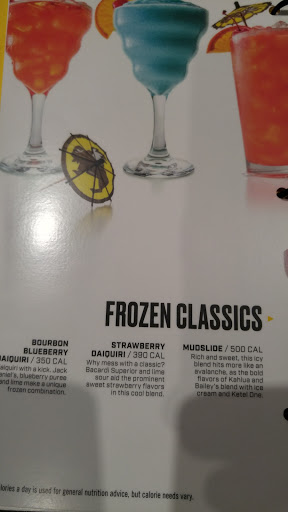 FROZEN CLASSICS
BOURBON
BLUEBERRY
DAIQUIRI / 350 CAL
daiquiri with a kick. Jack
Daniel's, blueberry puree
and lime make a unique
frozen combination.
STRAWBERRY
DAIQUIRI / 380 CAL
Why mess with a classic?
Bacardi Superior and lime
sour aid the prominent
sweet strawberry flavors
in this cool blend.
MUDSLIDE / 500 CAL
Rich and sweet, this icy
blend hits more like an
avalanche, as the bold
flavors of Kahlua and
Bailey's blend with ice
cream and Ketel One.
calories a day is used for general nutrition advice, but calorie needs vary.